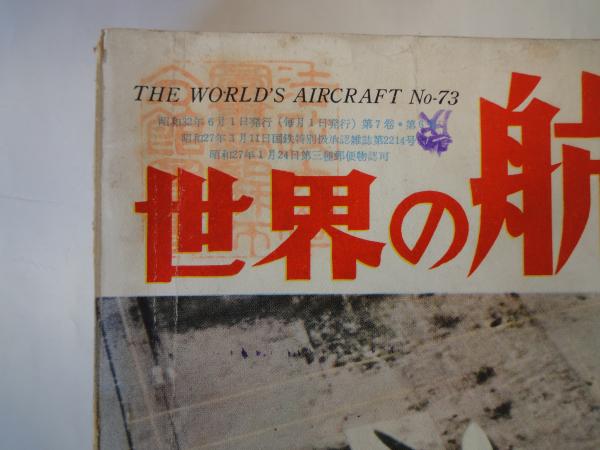 THE WORLD'S AIRCRAFT No-73
昭和32年6月1日発行(毎月1日発行)第7巻・第6
昭和27年3月11日国鉄特別扱承認雑誌第2214号
昭和27年1月24日第三種郵便物認可
世界の航